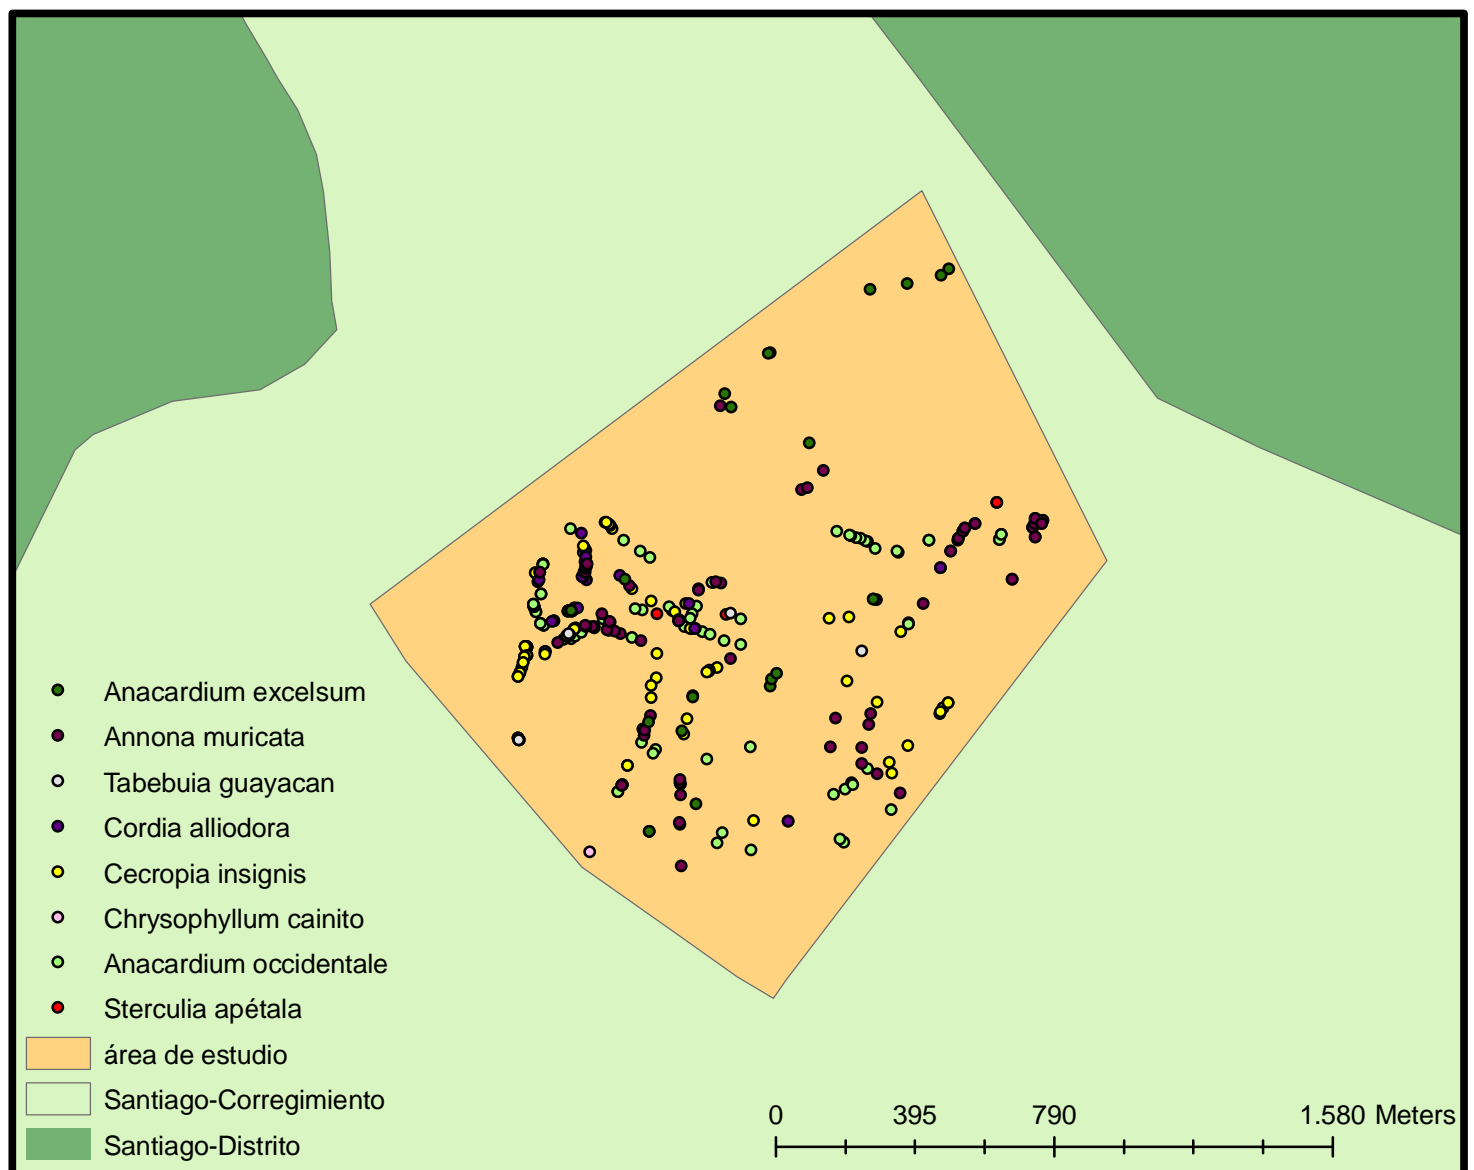 Anacardium excelsum
Annona muricata
Tabebuia guayacan
Cordia alliodora
Cecropia insignis
Chrysophyllum cainito
Anacardium occidentale
Sterculia apétala
área de estudio
Santiago-Corregimiento
Santiago-Distrito
0 395 790 1.580 Meters